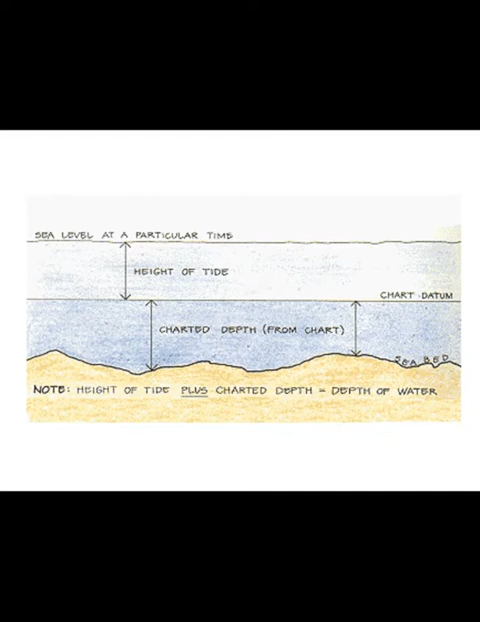 SEA LEVEL AT A PARTICULAR TIME
HEIGHT OF TIDE
CHART DATUM
CHARTED DEPTH (FROM CHART)
SEA BED
NOTE: HEIGHT OF TIDE PLUS CHARTED DEPTH = DEPTH OF WATER